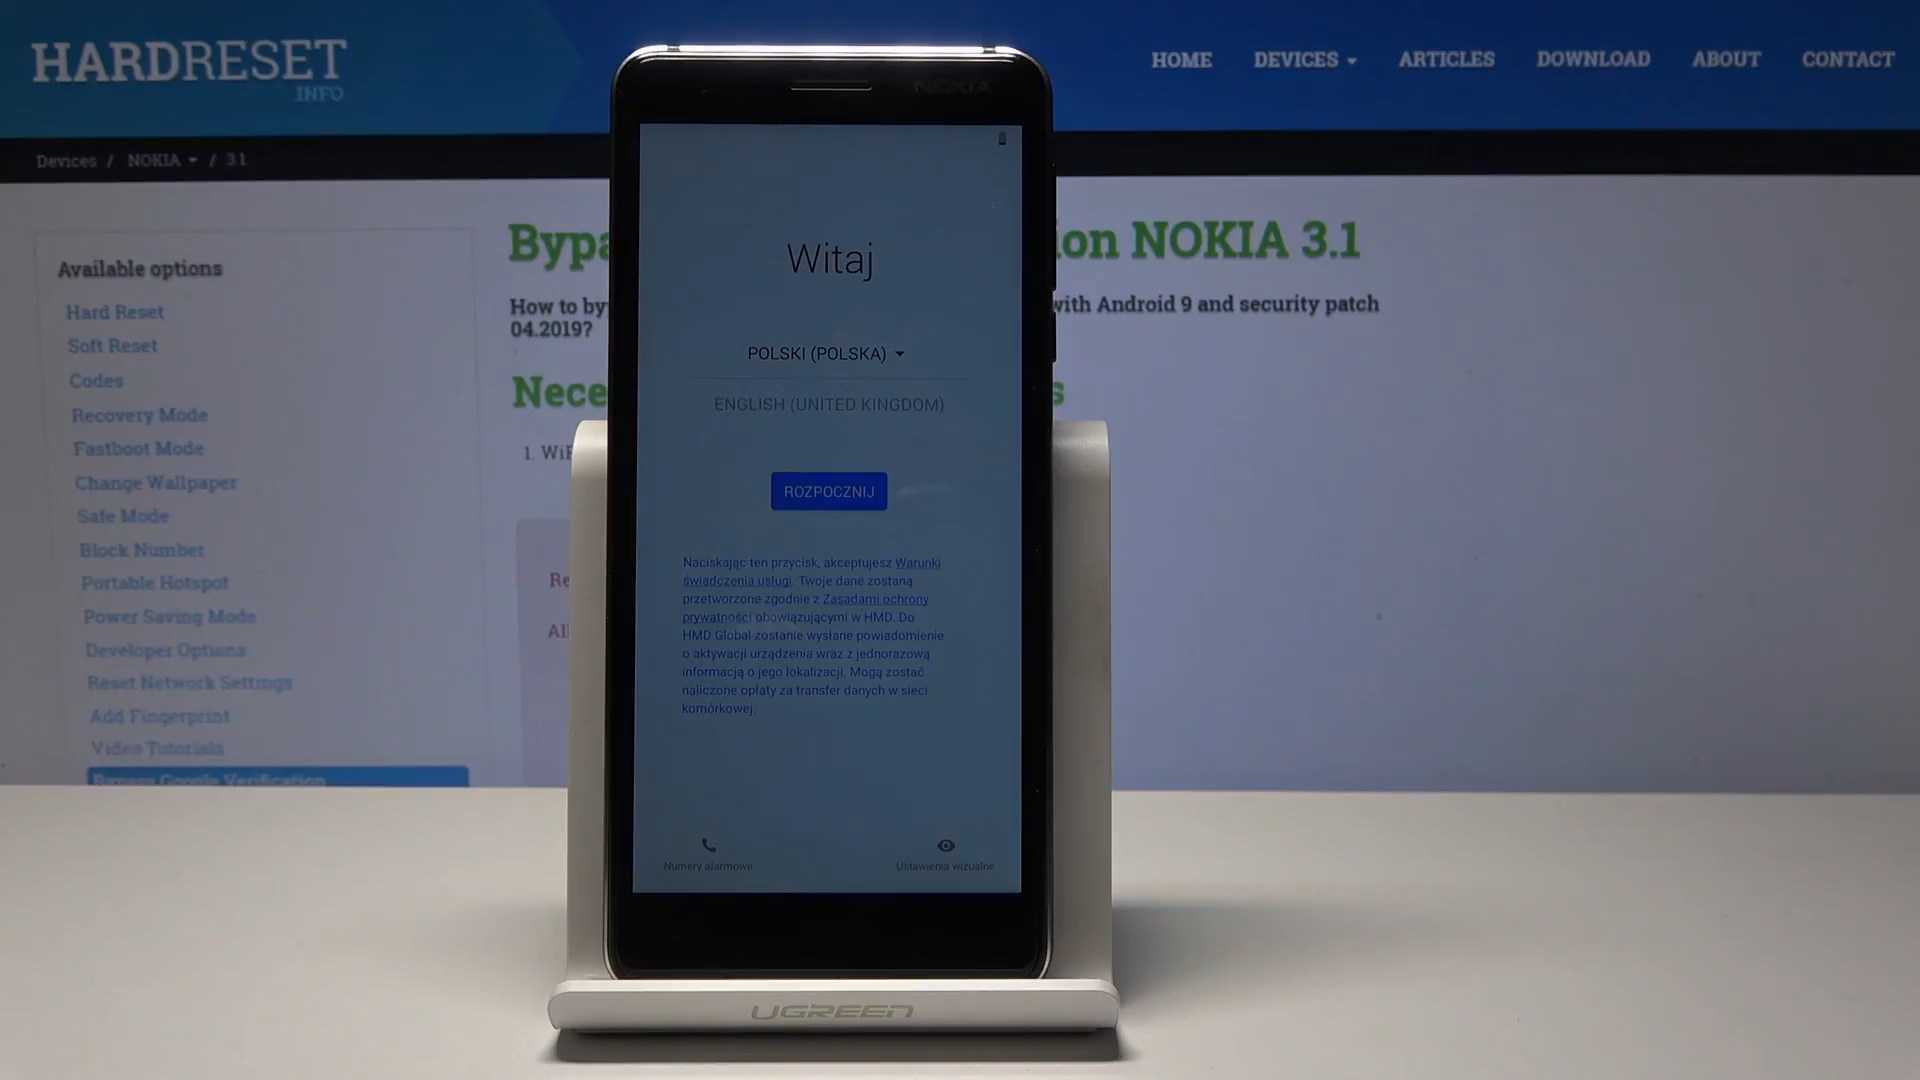 HARDRESET
.INFO
HOME DEVICES ARTICLES DOWNLOAD ABOUT CONTACT
Devices / NOKIA / 3.1
NOKIA
Available options
Hard Reset
Soft Reset
Codes
Recovery Mode
Fastboot Mode
Change Wallpaper
Safe Mode
Block Number
Portable Hotspot
Power Saving Mode
Developer Options
Reset Network Settings
Add Fingerprint
Video Tutorials
Bypass Google Verification
NOKIA 3.1
How to
with Android 9 and security patch
04.2019?
1.
Witaj
POLSKI (POLSKA)
ENGLISH (UNITED KINGDOM)
ROZPOCZNIJ
Naciskając ten przycisk, akceptujesz Warunki
świadczenia usługi. Twoje dane zostaną
przetworzone zgodnie z Zasadami ochrony
prywatności obowiązującymi w HMD. Do
HMD Global zostanie wysłane powiadomienie
o aktywacji urządzenia wraz z jednorazową
informacją o jego lokalizacji. Mogą zostać
naliczone opłaty za transfer danych w sieci
komórkowej.
Numery alarmowe
Ustawienia wizualne
UGREEN